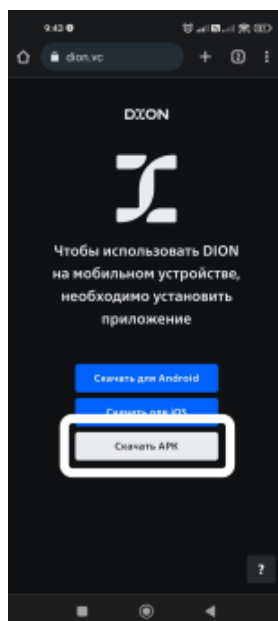 9:43
dion.vc
2
DION
Чтобы использовать DION
на мобильном устройстве,
необходимо установить
приложение
Скачать для Android
Скачать для iOS
Скачать APK
?